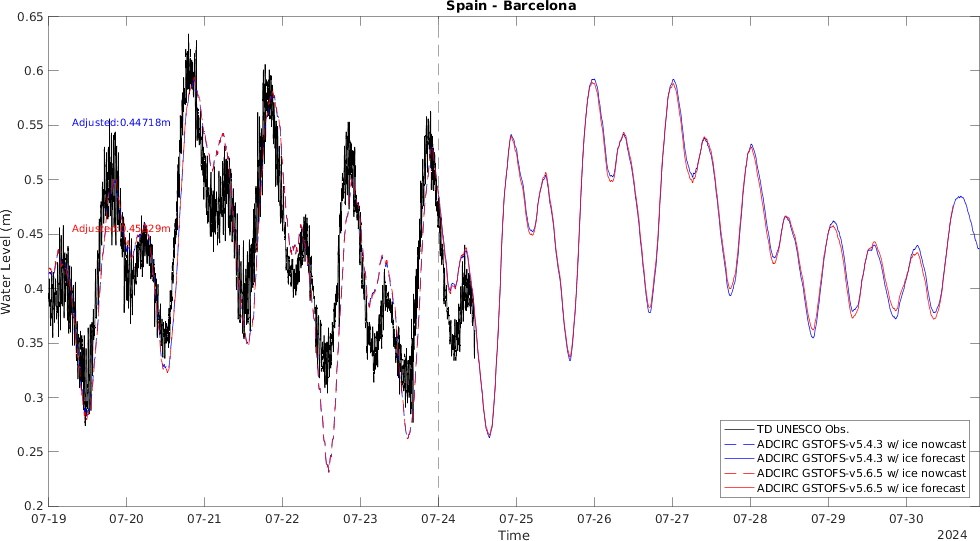 Spain - Barcelona
0.65
0.6
0.55
0.5
0.45
0.4
0.35
0.3
0.25
0.2
Water Level (m)
Adjusted:0.44718m
07-19 07-20 07-21 07-22 07-23 07-24 07-25 07-26 07-27 07-28 07-29 07-30
Time
2024
TD UNESCO Obs.
ADCIRC GSTOFS-v5.4.3 w/ ice nowcast
ADCIRC GSTOFS-v5.4.3 w/ ice forecast
ADCIRC GSTOFS-v5.6.5 w/ ice nowcast
ADCIRC GSTOFS-v5.6.5 w/ ice forecast